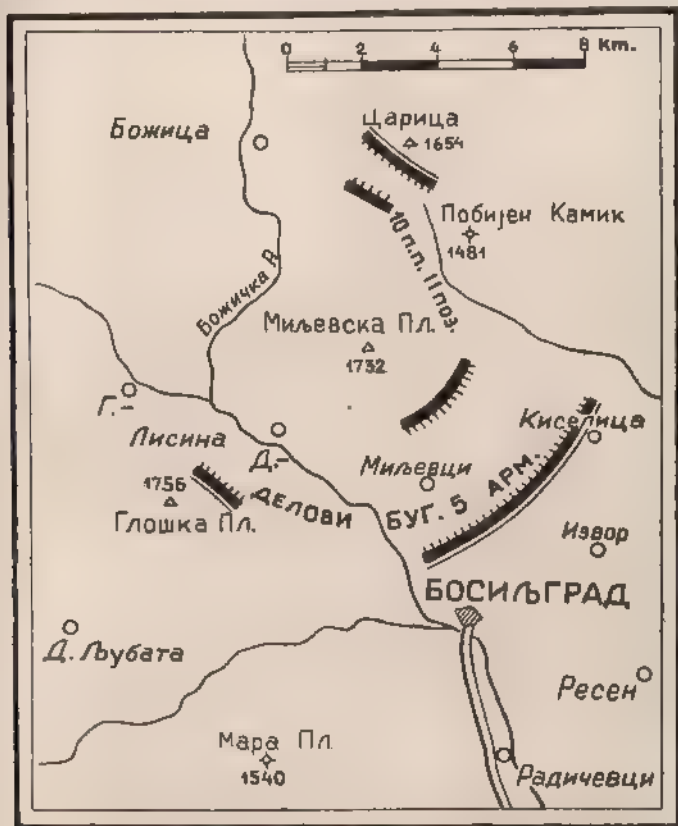 0 2 4 6 8 Km.
Царица
1654
Божица
Побијен Камик
1481
10 п.п. II поз.
Божичка Р.
Миљевска Пл.
1732
Г.-
Лисина
Д.-
Киселица
Миљевци
1756
Глошка Пл.
ДЕЛОВИ БУГ. 5 АРМ.
Извор
БОСИЉГРАД
Д. Љубата
Ресен
Мара Пл.
1540
Радичевци